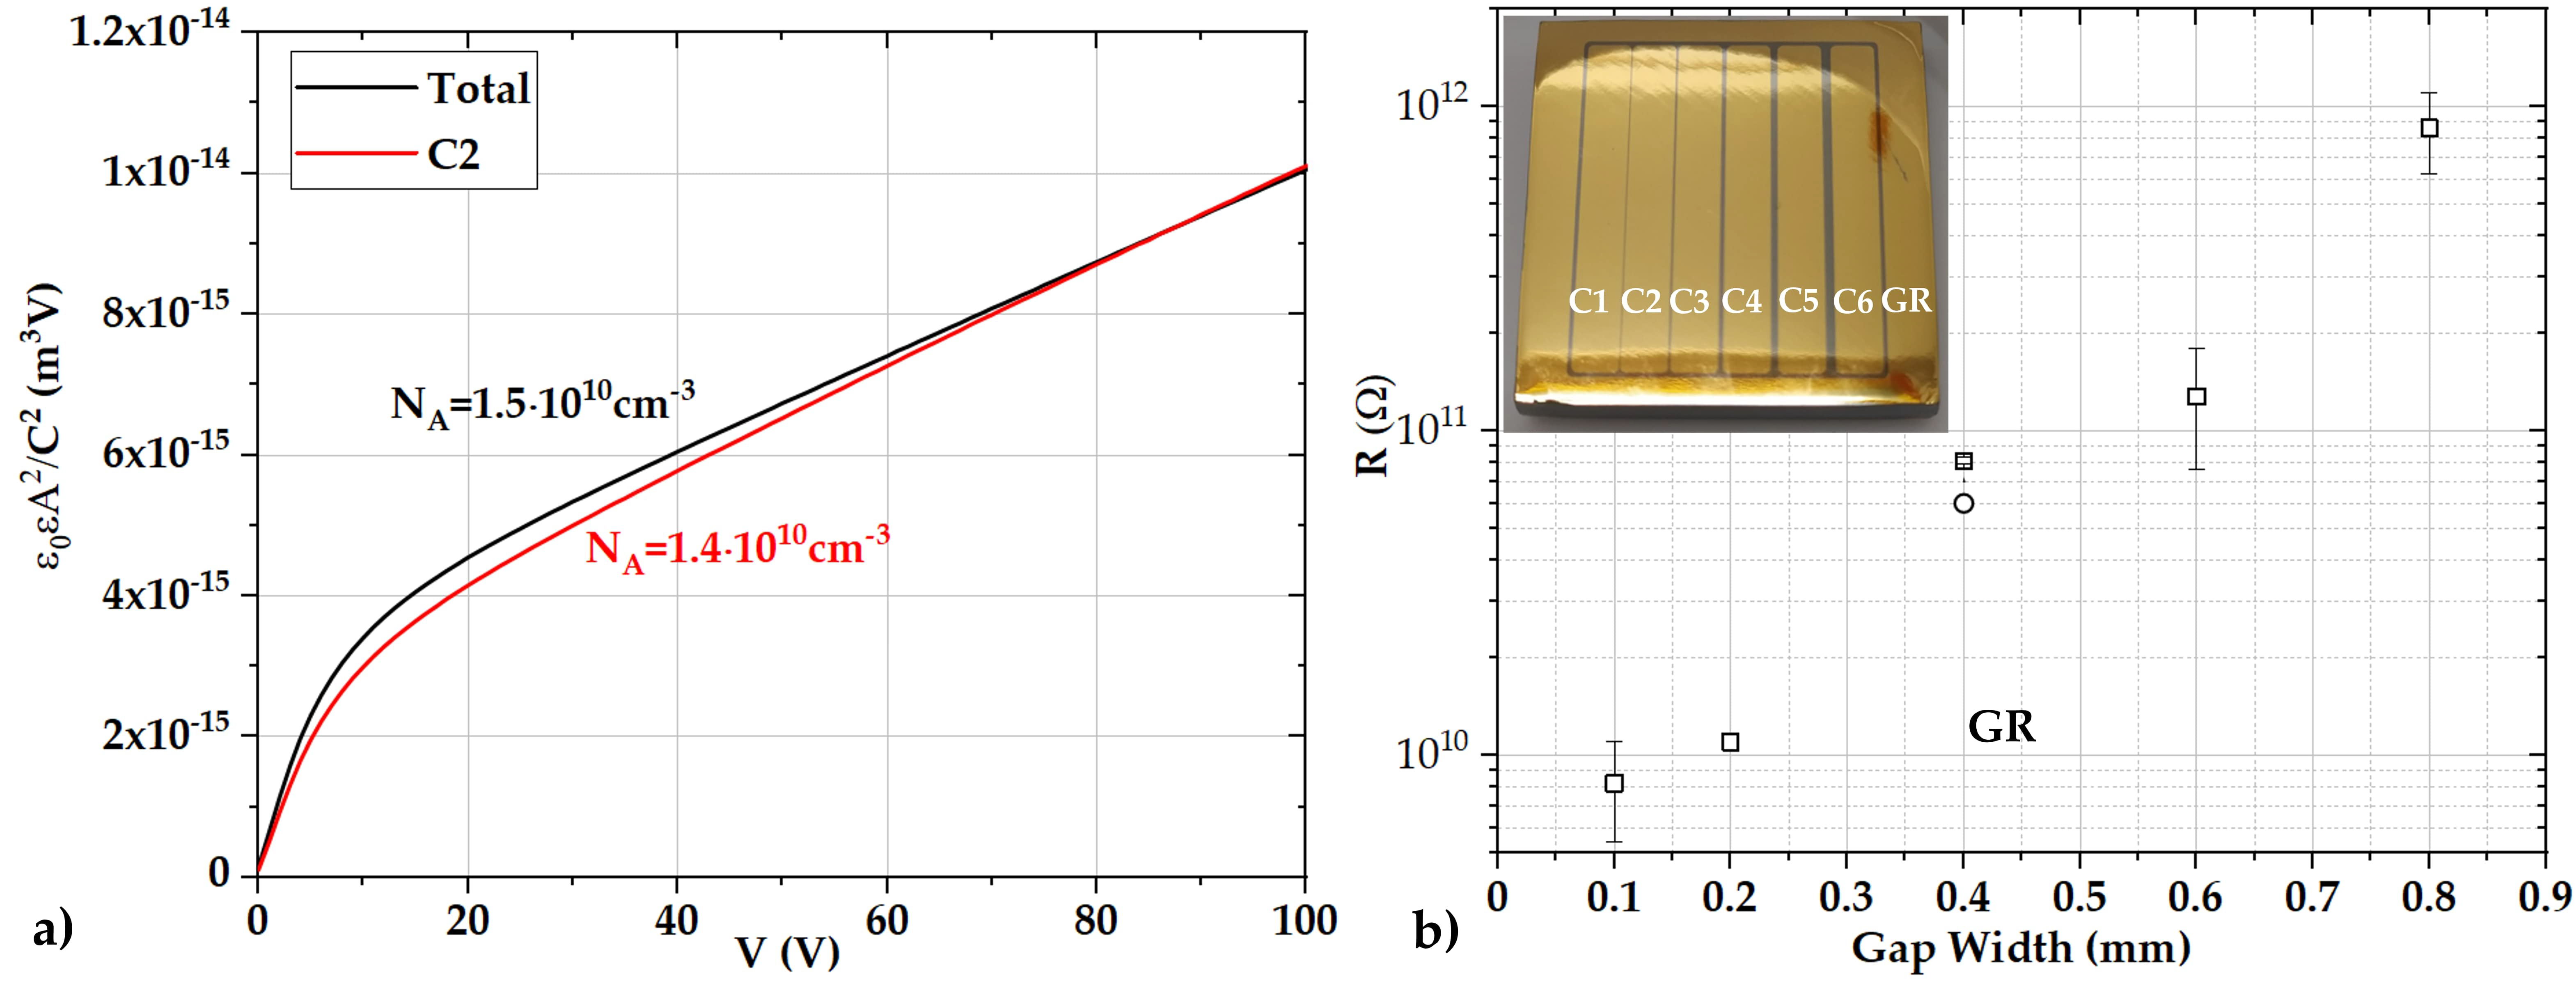 1.2x10⁻¹⁴
1x10⁻¹⁴
8x10⁻¹⁵
6x10⁻¹⁵
4x10⁻¹⁵
2x10⁻¹⁵
0
ε₀εA²/C² (m³V)
Total
C2
N_A=1.5·10¹⁰cm⁻³
N_A=1.4·10¹⁰cm⁻³
0 20 40 60 80 100
V (V)
a)
10¹²
10¹¹
10¹⁰
R (Ω)
C1 C2 C3 C4 C5 C6 GR
GR
0 0.1 0.2 0.3 0.4 0.5 0.6 0.7 0.8 0.9
Gap Width (mm)
b)